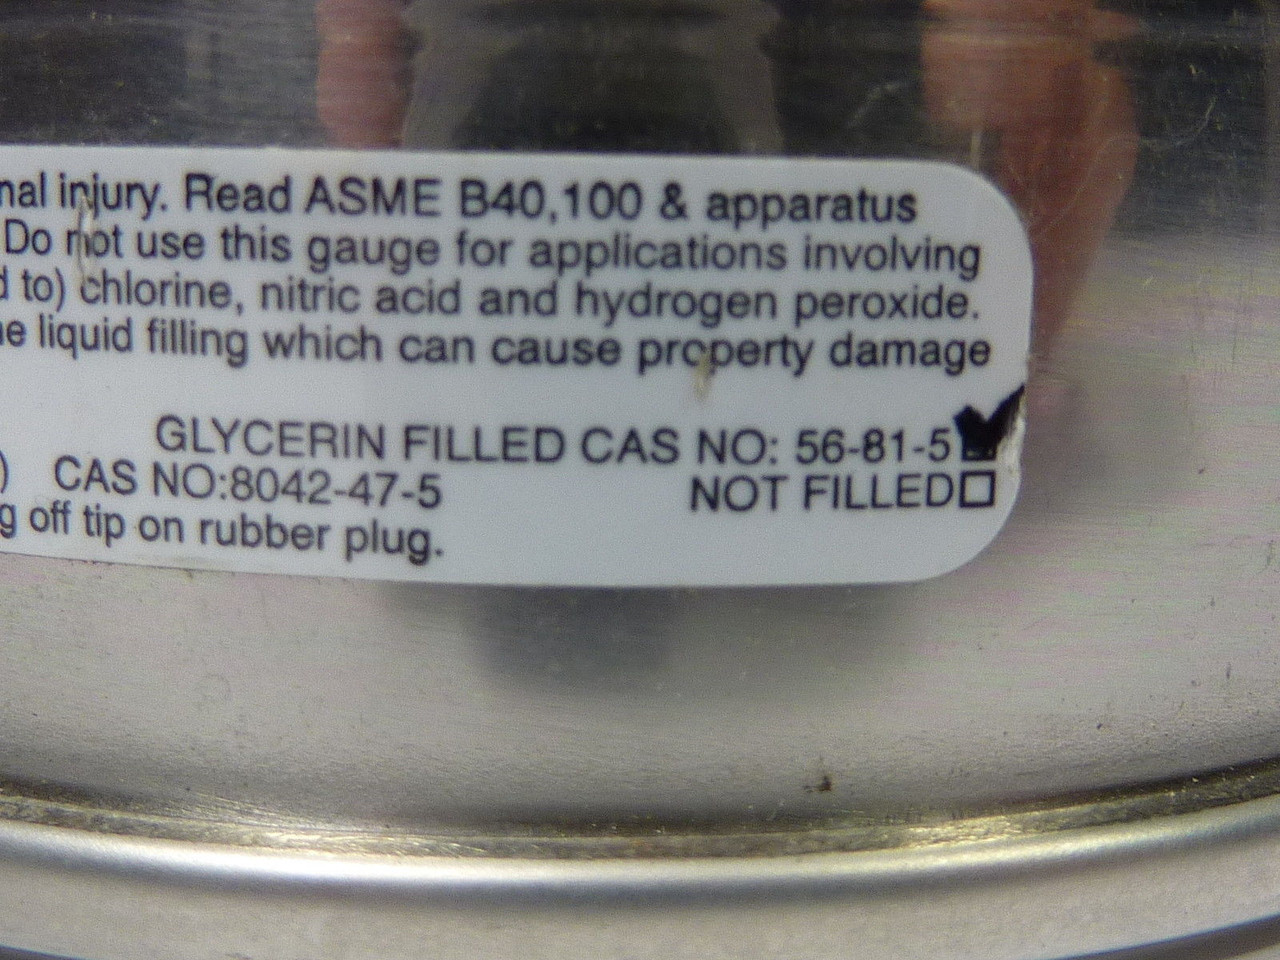 injury. Read ASME B40,100 & apparatus
Do not use this gauge for applications involving
to) chlorine, nitric acid and hydrogen peroxide.
liquid filling which can cause property damage
GLYCERIN FILLED CAS NO: 56-81-5
) CAS NO:8042-47-5 NOT FILLED
off tip on rubber plug.